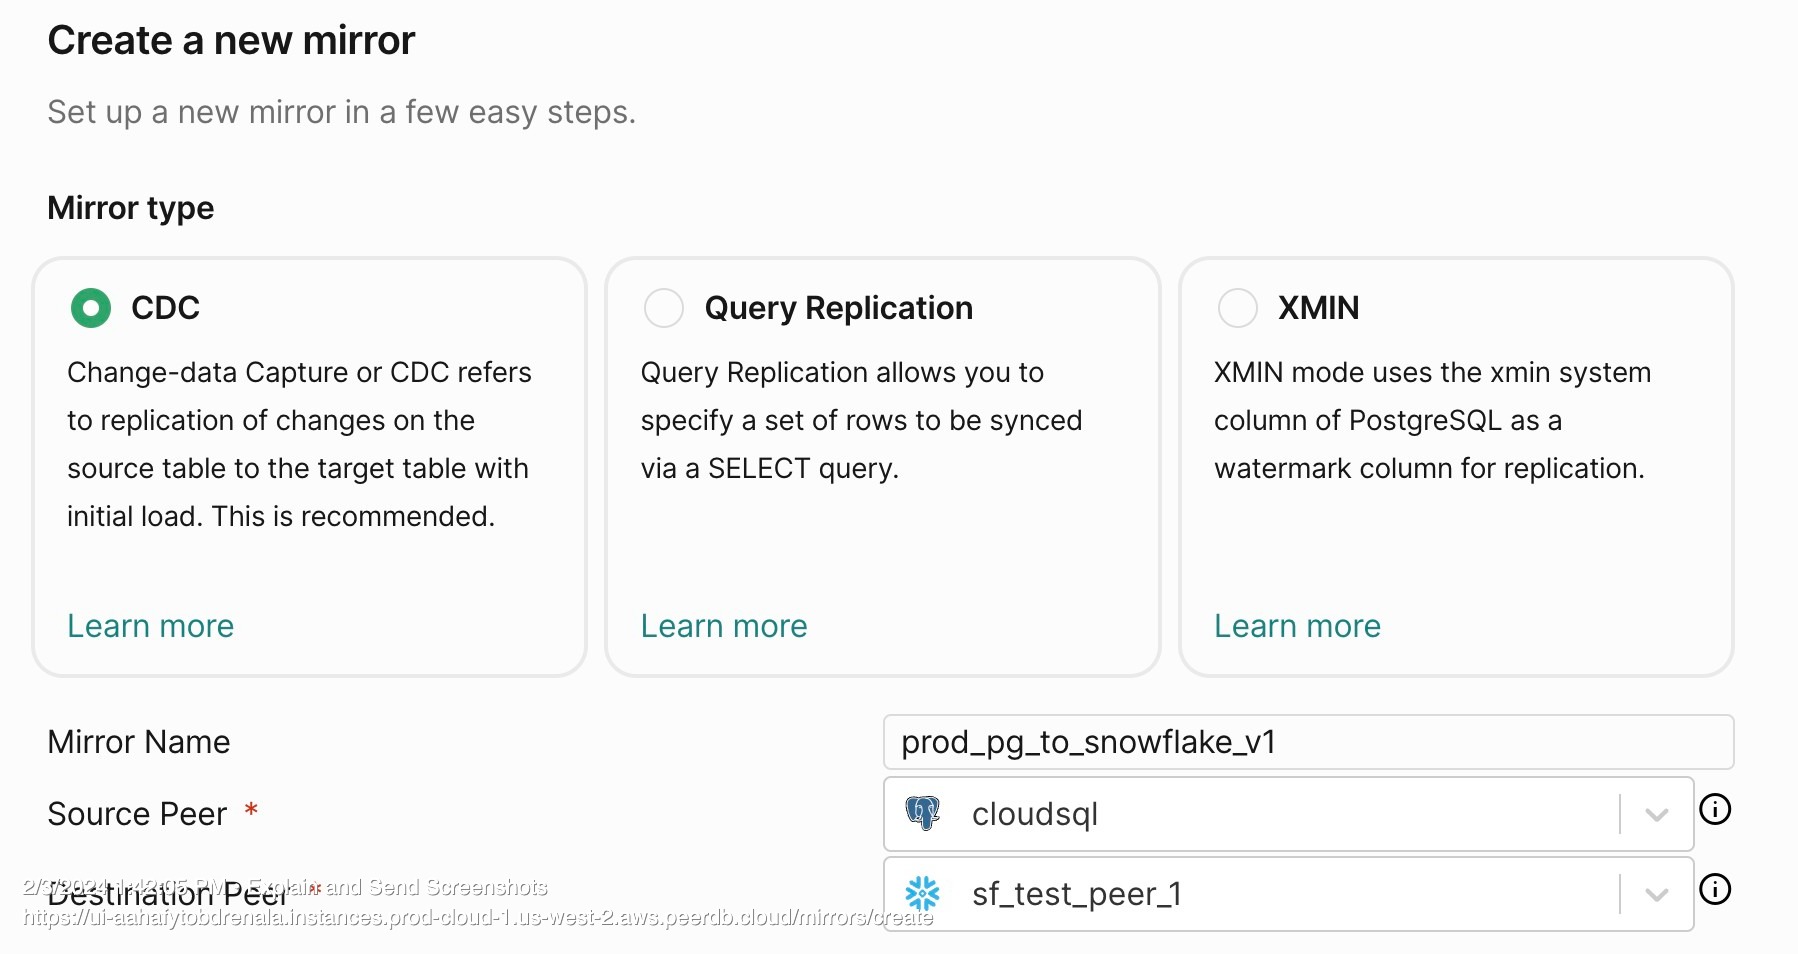 Create a new mirror
Set up a new mirror in a few easy steps.
Mirror type
CDC
Change-data Capture or CDC refers
to replication of changes on the
source table to the target table with
initial load. This is recommended.
Learn more
Query Replication
Query Replication allows you to
specify a set of rows to be synced
via a SELECT query.
Learn more
XMIN
XMIN mode uses the xmin system
column of PostgreSQL as a
watermark column for replication.
Learn more
Mirror Name
prod_pg_to_snowflake_v1
Source Peer *
cloudsql
Destination Peer *
sf_test_peer_1
2/3/2024 1:42:05 PM - Explain and Send Screenshots
https://ui-aahafytobdrenala.instances.prod-cloud-1.us-west-2.aws.peerdb.cloud/mirrors/create